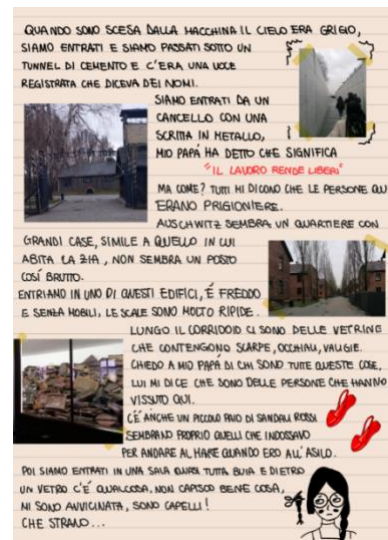 QUANDO SONO SCESA DALLA MACCHINA IL CIELO ERA GRIGIO,
SIAMO ENTRATI E SIAMO PASSATI SOTTO UN
TUNNEL DI CEMENTO E C'ERA UNA VOCE
REGISTRATA CHE DICEVA DEI NOMI.
SIAMO ENTRATI DA UN
CANCELLO CON UNA
SCRITTA IN METALLO,
MIO PAPÁ HA DETTO CHE SIGNIFICA
"IL LAVORO RENDE LIBERI"
MA COME? TUTTI MI DICONO CHE LE PERSONE QUI
ERANO PRIGIONIERE.
AUSCHWITZ SEMBRA UN QUARTIERE CON
GRANDI CASE, SIMILE A QUELLO IN CUI
ABITA LA ZIA, NON SEMBRA UN POSTO
COSÍ BRUTTO.
ENTRIAMO IN UNO DI QUESTI EDIFICI, É FREDDO
E SENZA MOBILI, LE SCALE SONO MOLTO RIPIDE.
LUNGO IL CORRIDOIO CI SONO DELLE VETRINE
CHE CONTENGONO SCARPE, OCCHIALI, VALIGIE.
CHIEDO A MIO PAPÁ DI CHI SONO TUTTE QUESTE COSE,
LUI MI DICE CHE SONO DELLE PERSONE CHE HANNO
VISSUTO QUI.
C'É ANCHE UN PICCOLO PAIO DI SANDALI ROSSI
SEMBRANO PROPRIO QUELLI CHE INDOSSAVO
PER ANDARE AL MARE QUANDO ERO ALL'ASILO.
POI SIAMO ENTRATI IN UNA SALA QUASI TUTTA BUIA E DIETRO
UN VETRO C'É QUALCOSA, NON CAPISCO BENE COSA,
MI SONO AVVICINATA, SONO CAPELLI!
CHE STRANO...